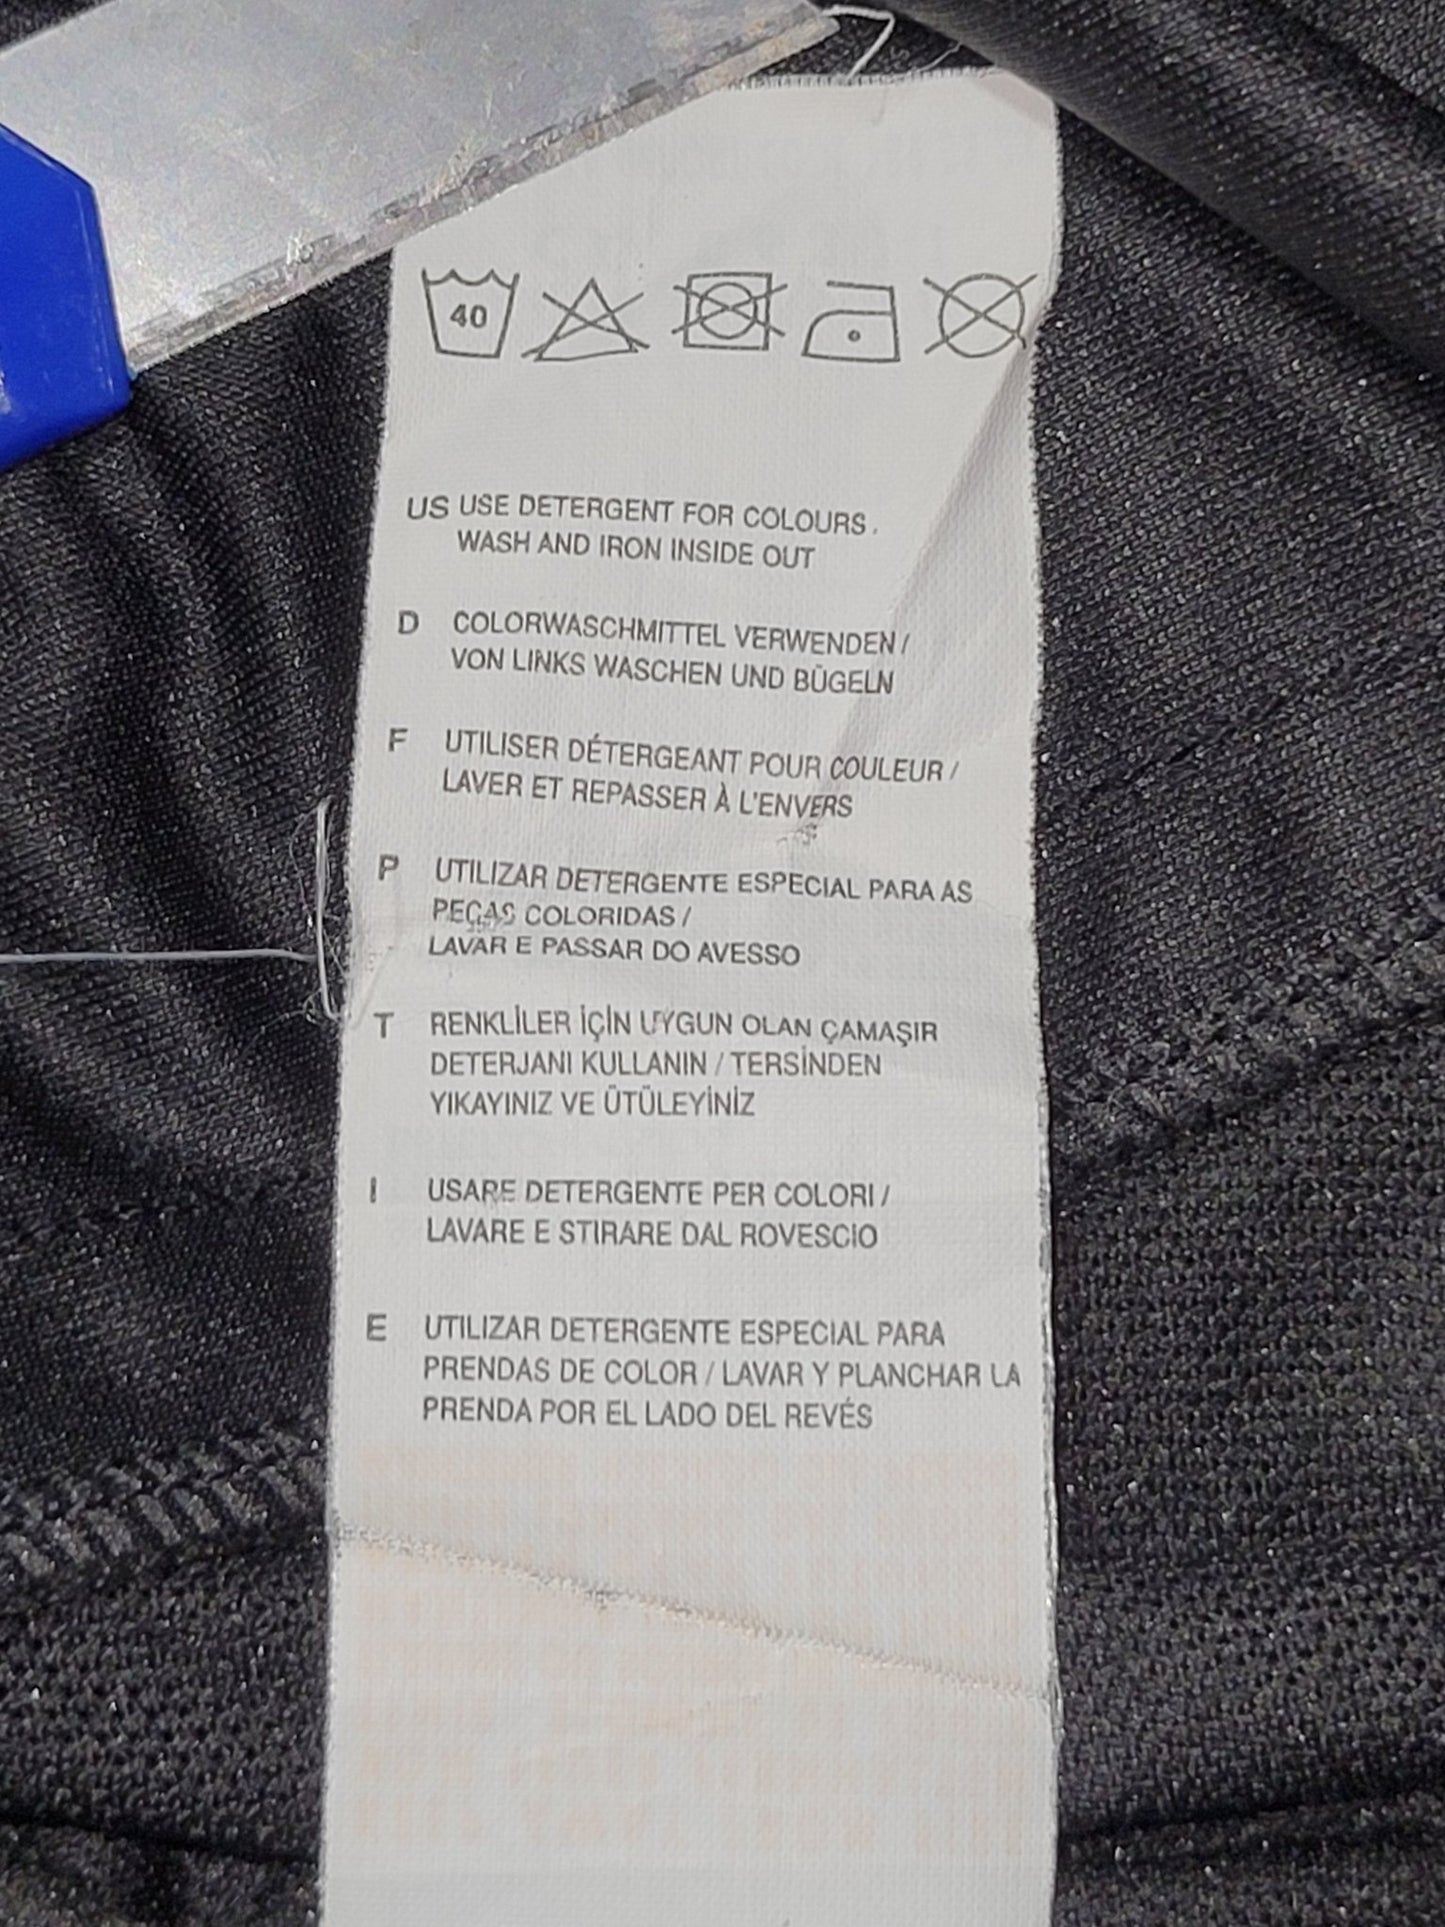 40
US USE DETERGENT FOR COLOURS.
WASH AND IRON INSIDE OUT
D COLORWASCHMITTEL VERWENDEN /
VON LINKS WASCHEN UND BÜGELN
F UTILISER DÉTERGEANT POUR COULEUR /
LAVER ET REPASSER À L'ENVERS
P UTILIZAR DETERGENTE ESPECIAL PARA AS
PEÇAS COLORIDAS /
LAVAR E PASSAR DO AVESSO
T RENKLİLER İÇİN UYGUN OLAN ÇAMAŞIR
DETERJANI KULLANIN / TERSİNDEN
YIKAYINIZ VE ÜTÜLEYİNİZ
I USARE DETERGENTE PER COLORI /
LAVARE E STIRARE DAL ROVESCIO
E UTILIZAR DETERGENTE ESPECIAL PARA
PRENDAS DE COLOR / LAVAR Y PLANCHAR LA
PRENDA POR EL LADO DEL REVÉS